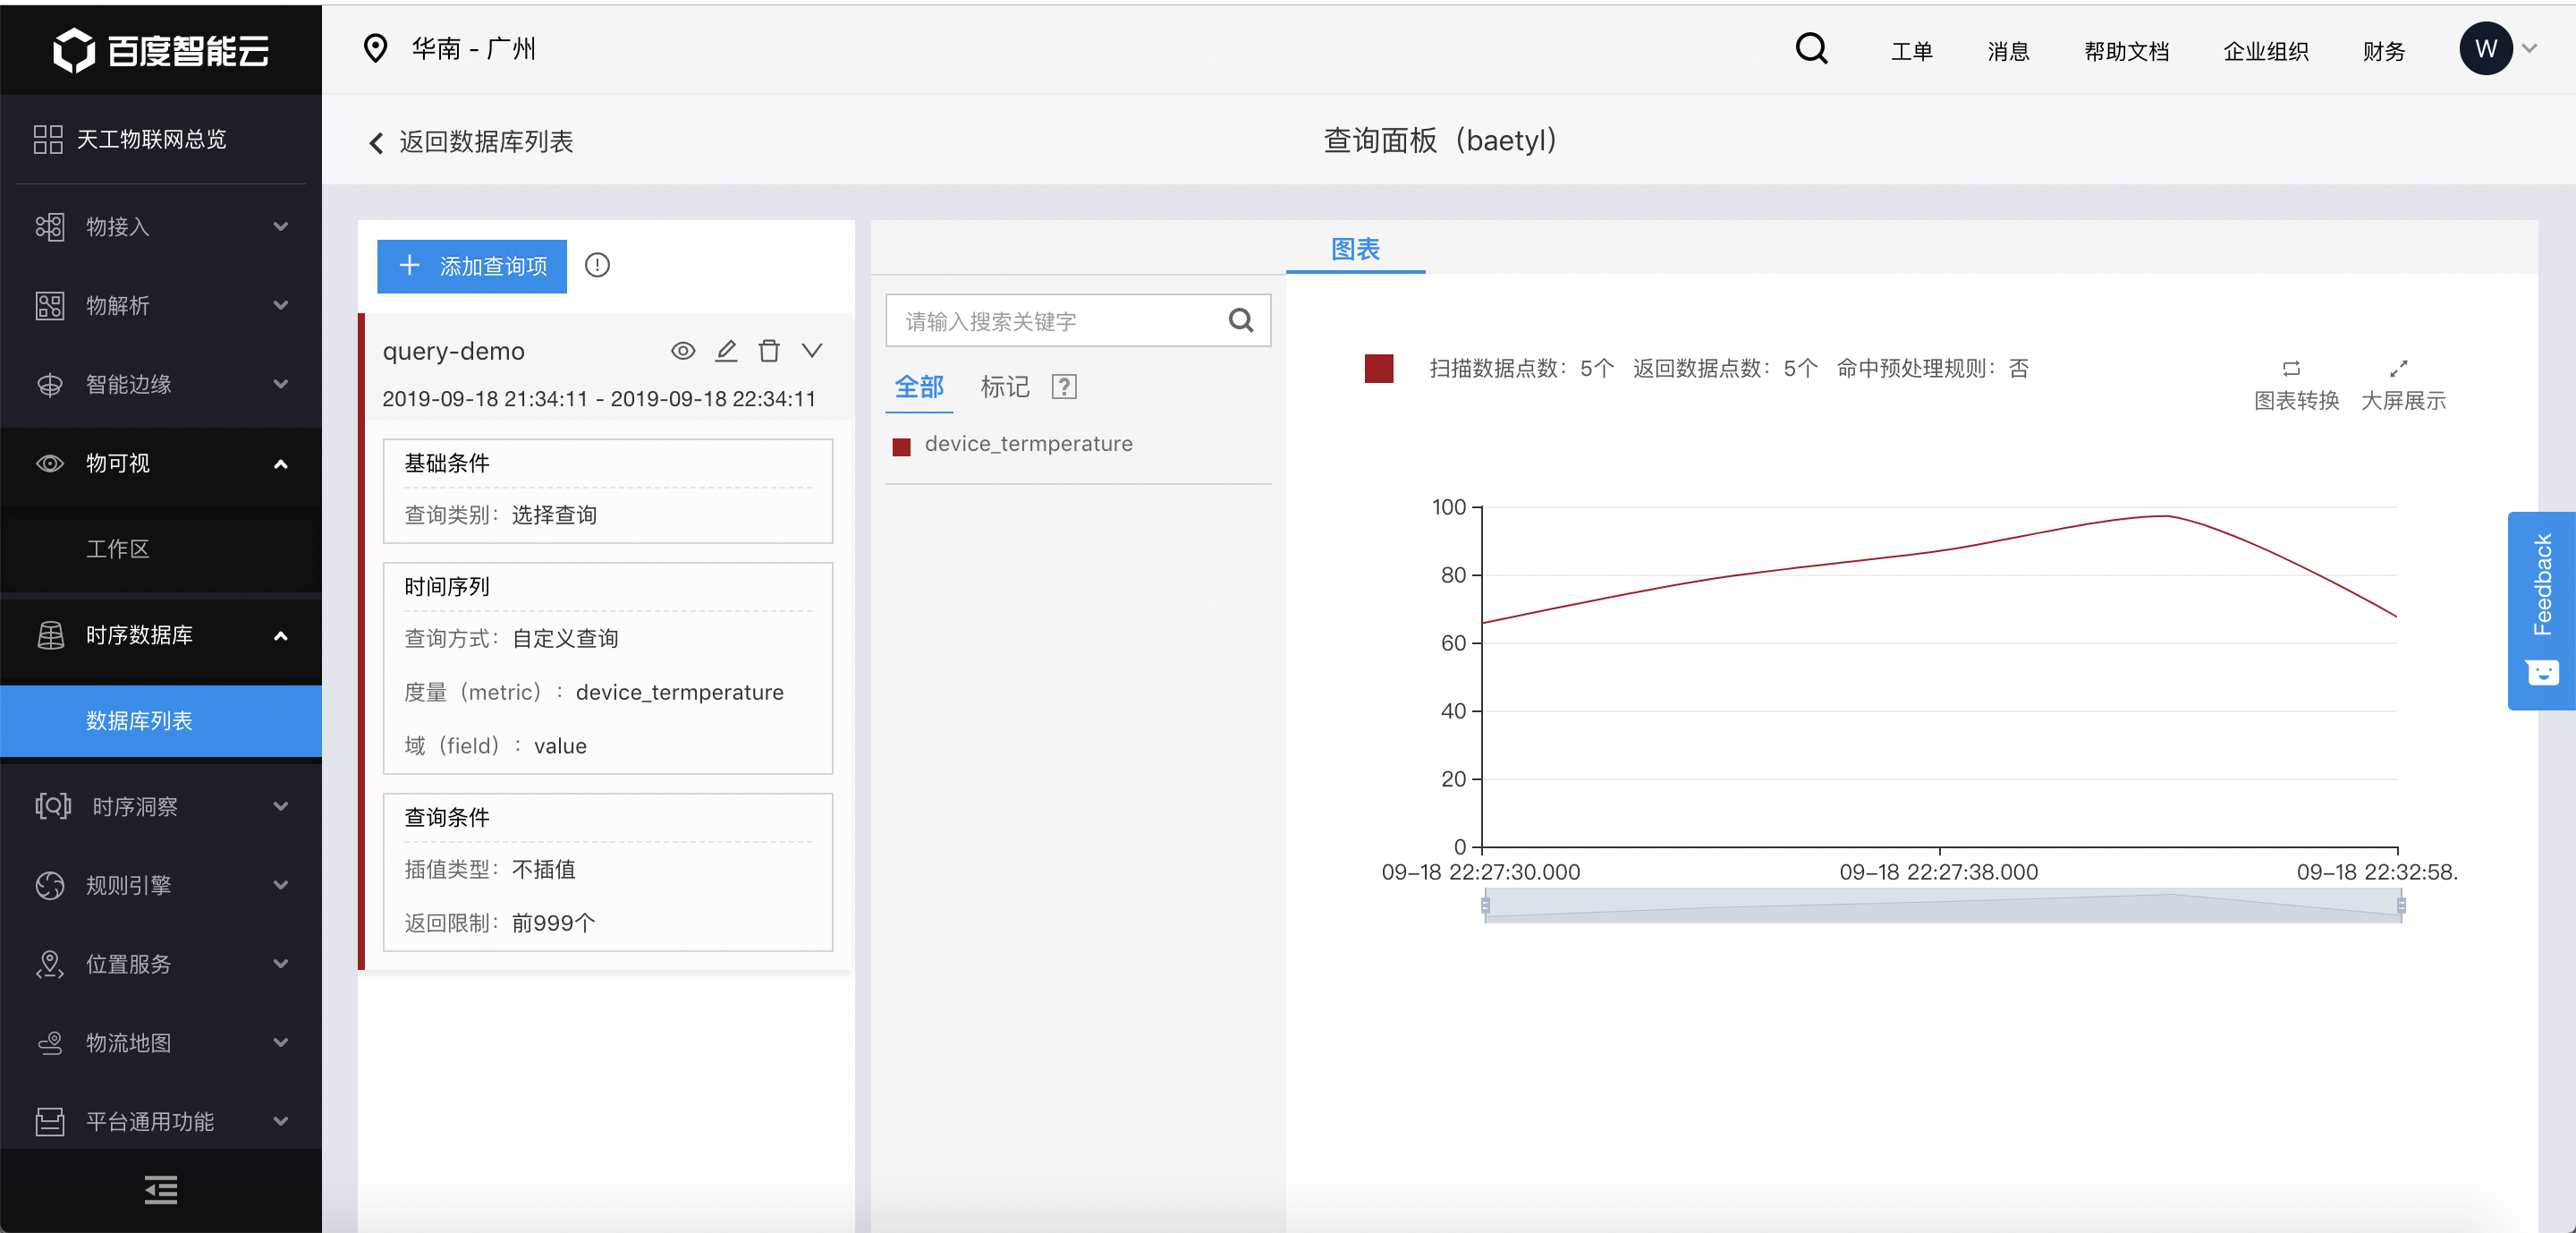 百度智能云
华南 - 广州
工单
消息
帮助文档
企业组织
财务
W
天工物联网总览
物接入
物解析
智能边缘
物可视
工作区
时序数据库
数据库列表
时序洞察
规则引擎
位置服务
物流地图
平台通用功能
返回数据库列表
查询面板（baetyl）
添加查询项
query-demo
2019-09-18 21:34:11 - 2019-09-18 22:34:11
基础条件
查询类别：选择查询
时间序列
查询方式：自定义查询
度量（metric）：device_termperature
域（field）：value
查询条件
插值类型：不插值
返回限制：前999个
图表
请输入搜索关键字
全部 标记 ?
device_termperature
扫描数据点数：5个 返回数据点数：5个 命中预处理规则：否
图表转换 大屏展示
100
80
60
40
20
0
09-18 22:27:30.000 09-18 22:27:38.000 09-18 22:32:58.
Feedback